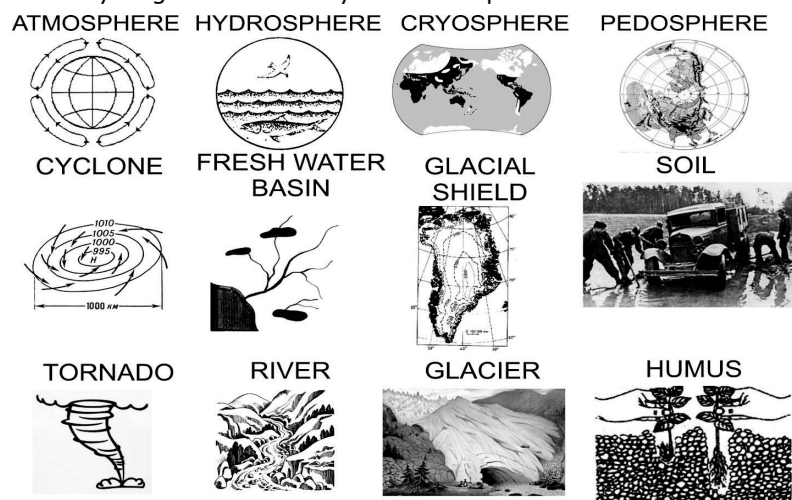 ATMOSPHERE HYDROSPHERE CRYOSPHERE PEDOSPHERE
CYCLONE FRESH WATER BASIN GLACIAL SHIELD SOIL
1010
1005
1000
995
Н
1000 км
TORNADO RIVER GLACIER HUMUS